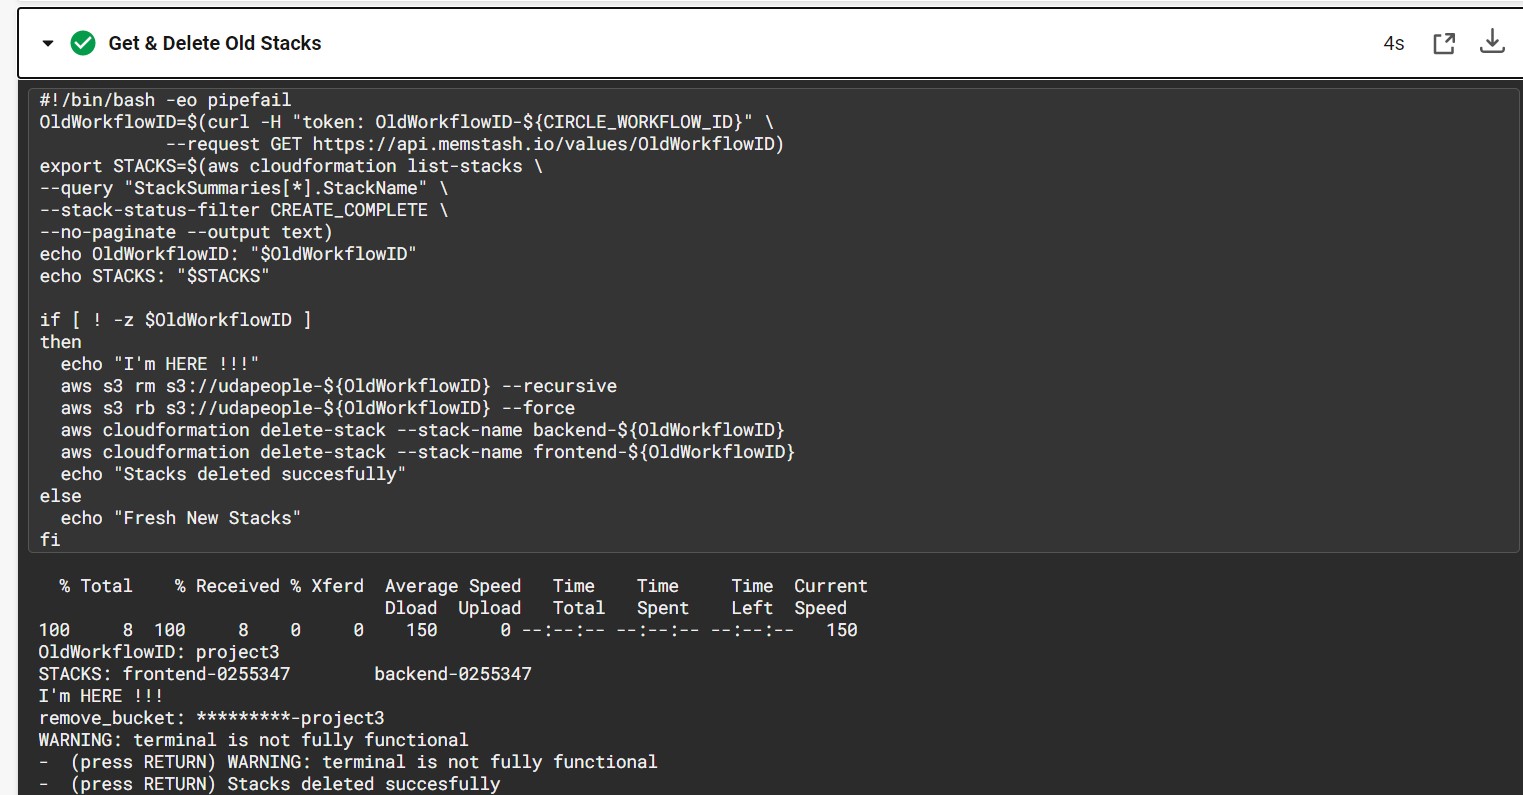 Get & Delete Old Stacks 4s
#!/bin/bash -eo pipefail
OldWorkflowID=$(curl -H "token: OldWorkflowID-${CIRCLE_WORKFLOW_ID}" \
            --request GET https://api.memstash.io/values/OldWorkflowID)
export STACKS=$(aws cloudformation list-stacks \
--query "StackSummaries[*].StackName" \
--stack-status-filter CREATE_COMPLETE \
--no-paginate --output text)
echo OldWorkflowID: "$OldWorkflowID"
echo STACKS: "$STACKS"

if [ ! -z $OldWorkflowID ]
then
  echo "I'm HERE !!!"
  aws s3 rm s3://udapeople-${OldWorkflowID} --recursive
  aws s3 rb s3://udapeople-${OldWorkflowID} --force
  aws cloudformation delete-stack --stack-name backend-${OldWorkflowID}
  aws cloudformation delete-stack --stack-name frontend-${OldWorkflowID}
  echo "Stacks deleted succesfully"
else
  echo "Fresh New Stacks"
fi

  % Total    % Received % Xferd  Average Speed   Time    Time     Time  Current
                                 Dload  Upload   Total   Spent    Left  Speed
100     8  100     8    0     0    150      0 --:--:-- --:--:-- --:--:--   150
OldWorkflowID: project3
STACKS: frontend-0255347        backend-0255347
I'm HERE !!!
remove_bucket: *********-project3
WARNING: terminal is not fully functional
-  (press RETURN) WARNING: terminal is not fully functional
-  (press RETURN) Stacks deleted succesfully